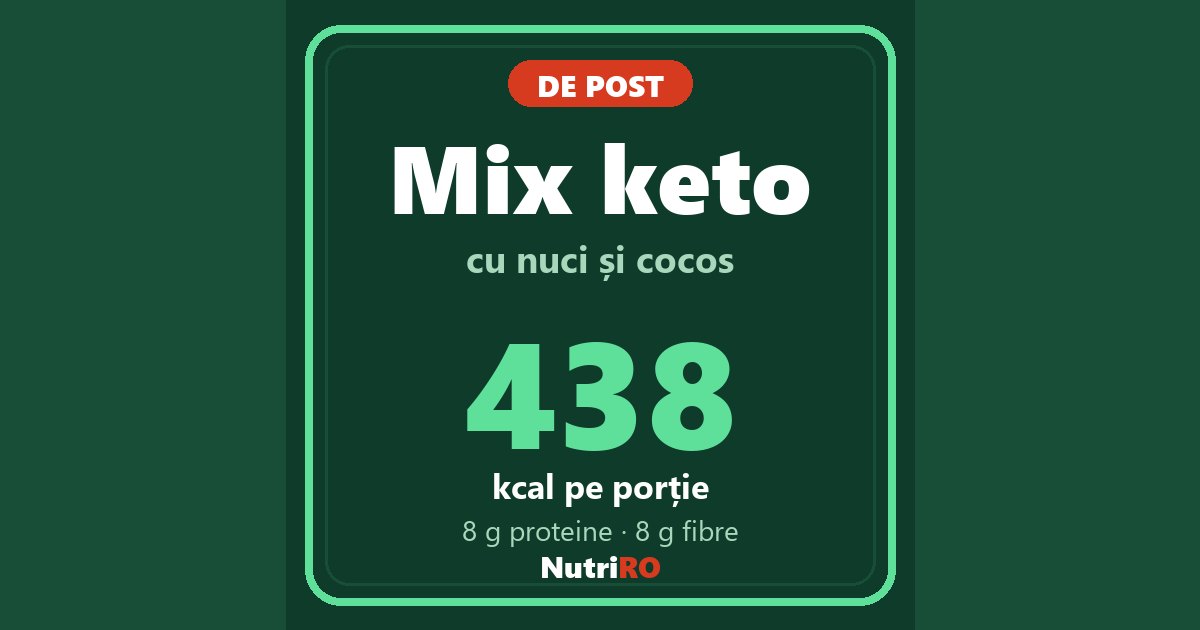 DE POST
Mix keto
cu nuci și cocos
438
kcal pe porție
8 g proteine · 8 g fibre
NutriRO